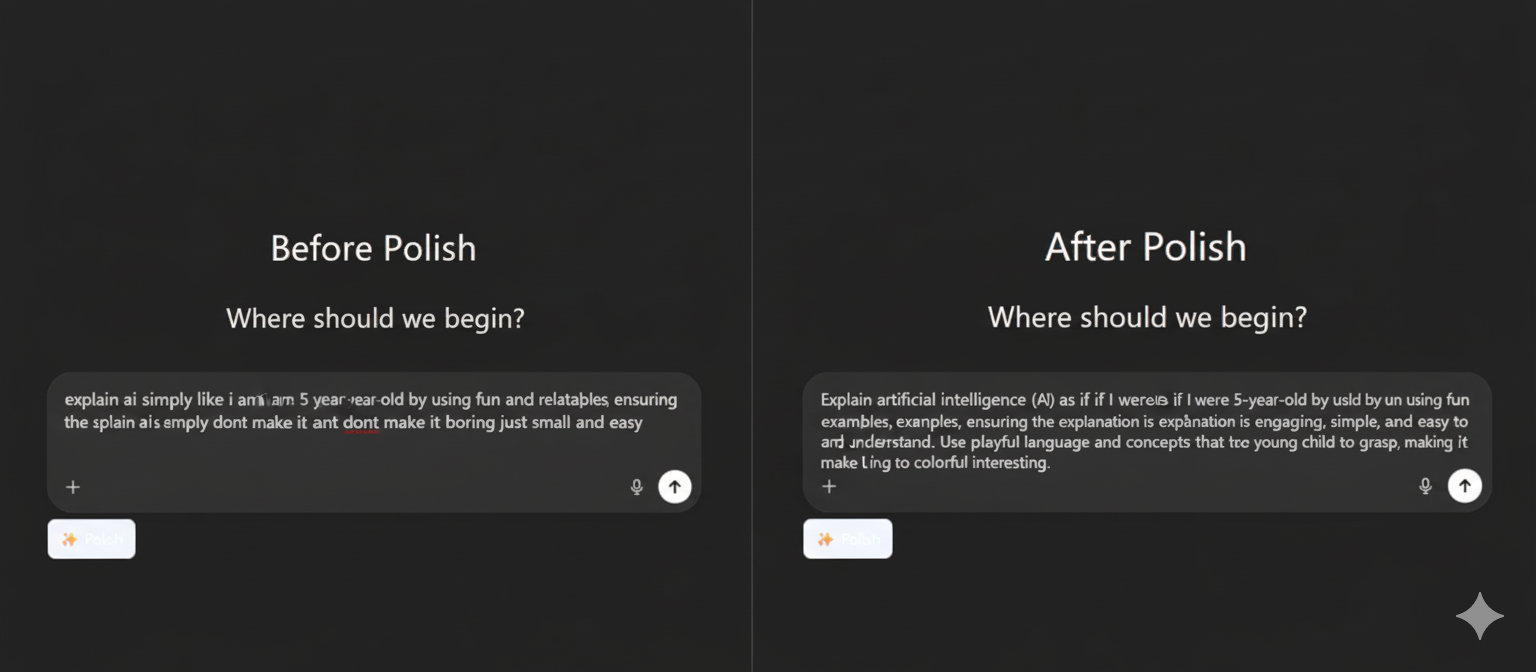 Before Polish
Where should we begin?
explain ai simply like i am am 5 year year-old by using fun and relatables, ensuring
the splain ais emply dont make it ant dont make it boring just small and easy
Polish
After Polish
Where should we begin?
Explain artificial intelligence (AI) as if if I were if I were 5-year-old by usld by un using fun
exambles, examples, ensuring the explanation is expanation is engaging, simple, and easy to
and understand. Use playful language and concepts that tro young child to grasp, making it
make to colorful interesting.
Polish